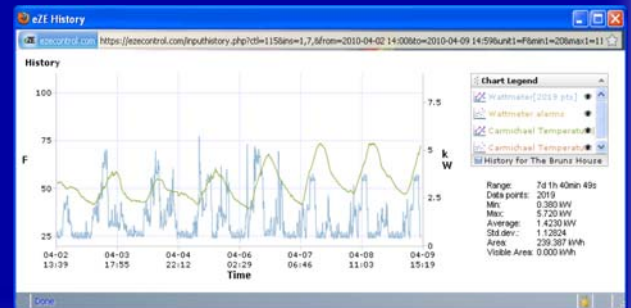 eZE History
ezecontrol.com https://ezecontrol.com/inputhistory.php?ctl=115&ins=1,7,&from=2010-04-02 14:00&to=2010-04-09 14:59&unit1=F&min1=20&max1=11
History
Chart Legend
Wattmeter[2019 pts]
Wattmeter alarms
Carmichael Temperatu
Carmichael Temperatu
History for The Bruns House
100
75
50
25
F
7.5
5
2.5
0
k
W
04-02 04-03 04-04 04-06 04-07 04-08 04-09
13:39 17:55 22:12 02:29 06:46 11:03 15:19
Time
Range: 7d 1h 40min 49s
Data points: 2019
Min: 0.380 kW
Max: 5.720 kW
Average: 1.4230 kW
Std dev.: 1.12824
Area: 239.387 kWh
Visible Area: 0.000 kWh
Done